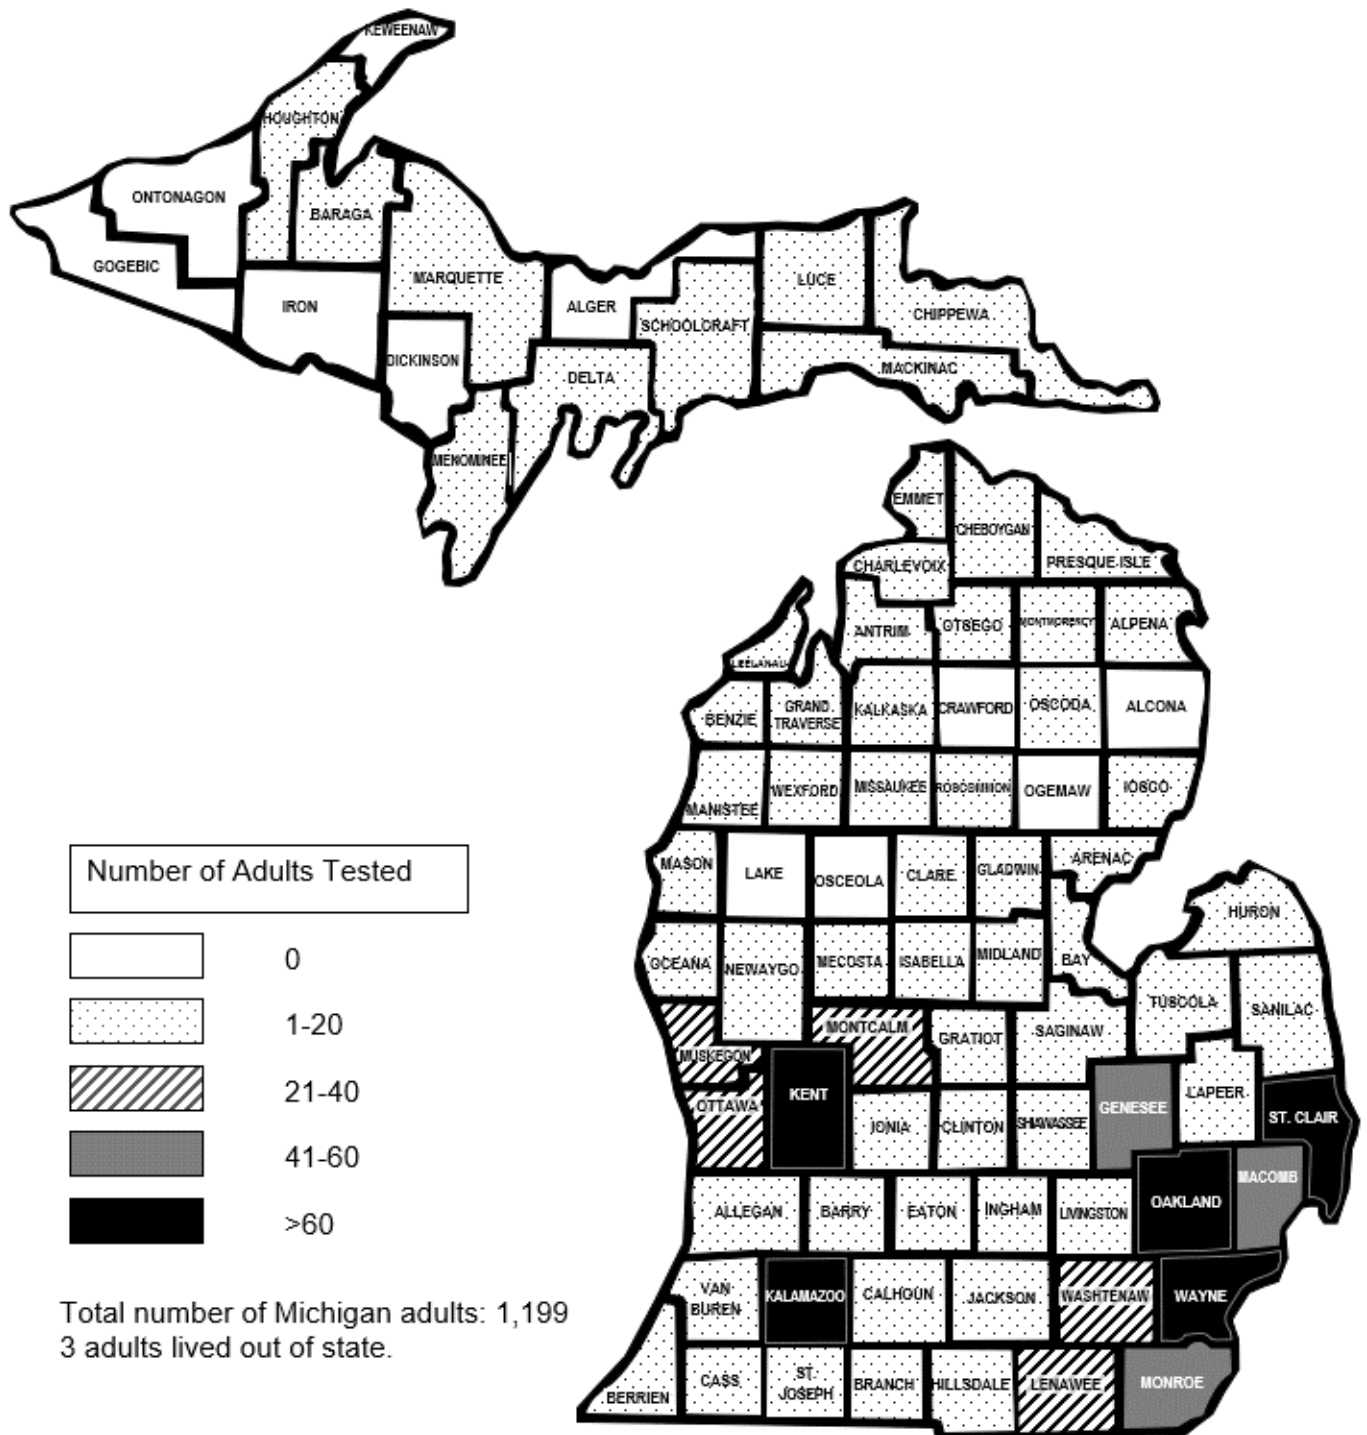 KEWEENAW
HOUGHTON
ONTONAGON
BARAGA
GOGEBIC
MARQUETTE
LUCE
IRON
ALGER
CHIPPEWA
SCHOOLCRAFT
DICKINSON
MACKINAC
DELTA
MENOMINEE
EMMET
CHEBOYGAN
CHARLEVOIX
PRESQUE ISLE
ANTRIM
OTSEGO
MONTMORENCY
ALPENA
LEELANAU
BENZIE
GRAND
TRAVERSE
KALKASKA
CRAWFORD
OSCODA
ALCONA
MANISTEE
WEXFORD
MISSAUKEE
ROSCOMMON
OGEMAW
IOSCO
MASON
LAKE
OSCEOLA
CLARE
GLADWIN
ARENAC
HURON
OCEANA
NEWAYGO
MECOSTA
ISABELLA
MIDLAND
BAY
TUSCOLA
SANILAC
MUSKEGON
MONTCALM
GRATIOT
SAGINAW
OTTAWA
KENT
IONIA
CLINTON
SHIAWASSEE
GENESEE
LAPEER
ST. CLAIR
ALLEGAN
BARRY
EATON
INGHAM
LIVINGSTON
OAKLAND
MACOMB
VAN
BUREN
KALAMAZOO
CALHOUN
JACKSON
WASHTENAW
WAYNE
BERRIEN
CASS
ST.
JOSEPH
BRANCH
HILLSDALE
LENAWEE
MONROE
Number of Adults Tested
0
1-20
21-40
41-60
>60
Total number of Michigan adults: 1,199
3 adults lived out of state.